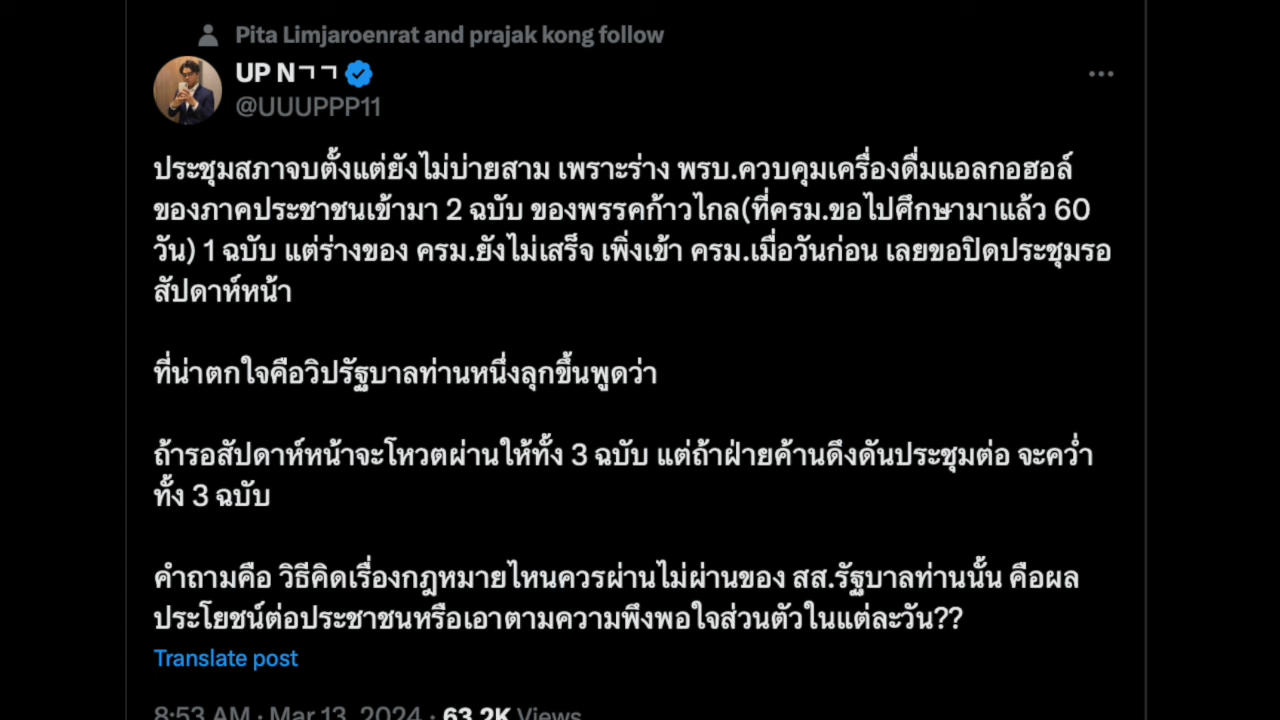 Pita Limjaroenrat and prajak kong follow
UP Nㄱㄱ
@UUUPPP11
ประชุมสภาจบตั้งแต่ยังไม่บ่ายสาม เพราะร่าง พรบ.ควบคุมเครื่องดื่มแอลกอฮอล์
ของภาคประชาชนเข้ามา 2 ฉบับ ของพรรคก้าวไกล(ที่ครม.ขอไปศึกษามาแล้ว 60
วัน) 1 ฉบับ แต่ร่างของ ครม.ยังไม่เสร็จ เพิ่งเข้า ครม.เมื่อวันก่อน เลยขอปิดประชุมรอ
สัปดาห์หน้า
ที่น่าตกใจคือวิปรัฐบาลท่านหนึ่งลุกขึ้นพูดว่า
ถ้ารอสัปดาห์หน้าจะโหวตผ่านให้ทั้ง 3 ฉบับ แต่ถ้าฝ่ายค้านดึงดันประชุมต่อ จะคว่ำ
ทั้ง 3 ฉบับ
คำถามคือ วิธีคิดเรื่องกฎหมายไหนควรผ่านไม่ผ่านของ สส.รัฐบาลท่านนั้น คือผล
ประโยชน์ต่อประชาชนหรือเอาตามความพึงพอใจส่วนตัวในแต่ละวัน??
Translate post
8:53 AM · Mar 13, 2024 · 63.2K Views